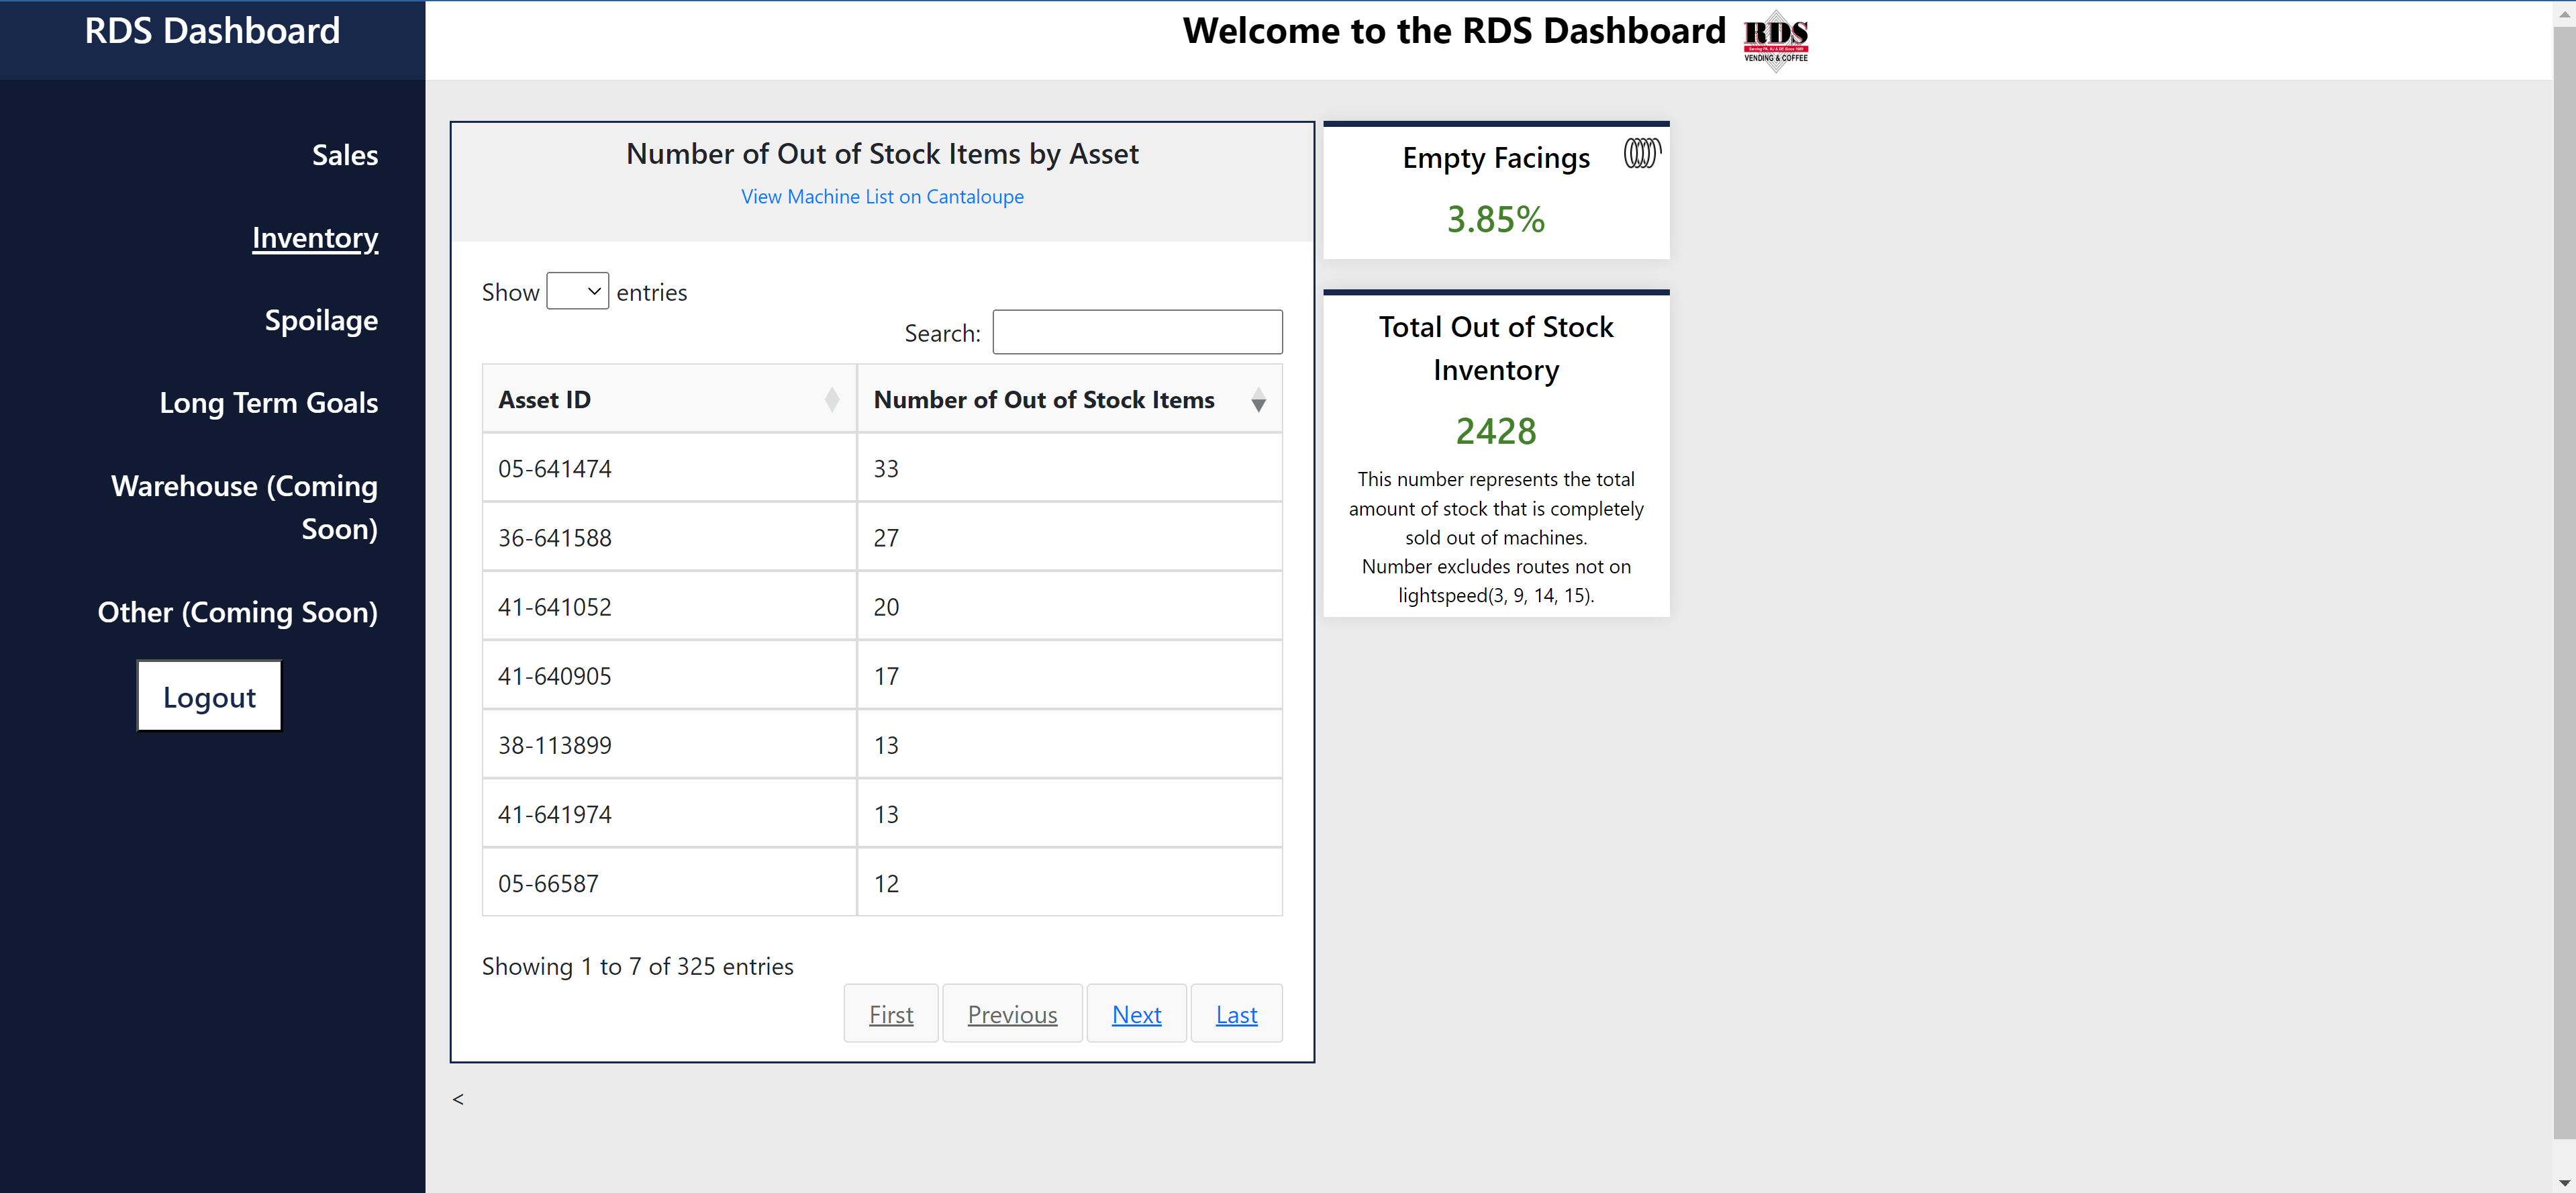 RDS Dashboard
Welcome to the RDS Dashboard
RDS
Serving PA, NJ & DE Since 1969
VENDING & COFFEE
Sales
Inventory
Spoilage
Long Term Goals
Warehouse (Coming
Soon)
Other (Coming Soon)
Logout
Number of Out of Stock Items by Asset
View Machine List on Cantaloupe
Show entries
Search:
Asset ID Number of Out of Stock Items
05-641474 33
36-641588 27
41-641052 20
41-640905 17
38-113899 13
41-641974 13
05-66587 12
Showing 1 to 7 of 325 entries
First Previous Next Last
<
Empty Facings
3.85%
Total Out of Stock
Inventory
2428
This number represents the total
amount of stock that is completely
sold out of machines.
Number excludes routes not on
lightspeed(3, 9, 14, 15).